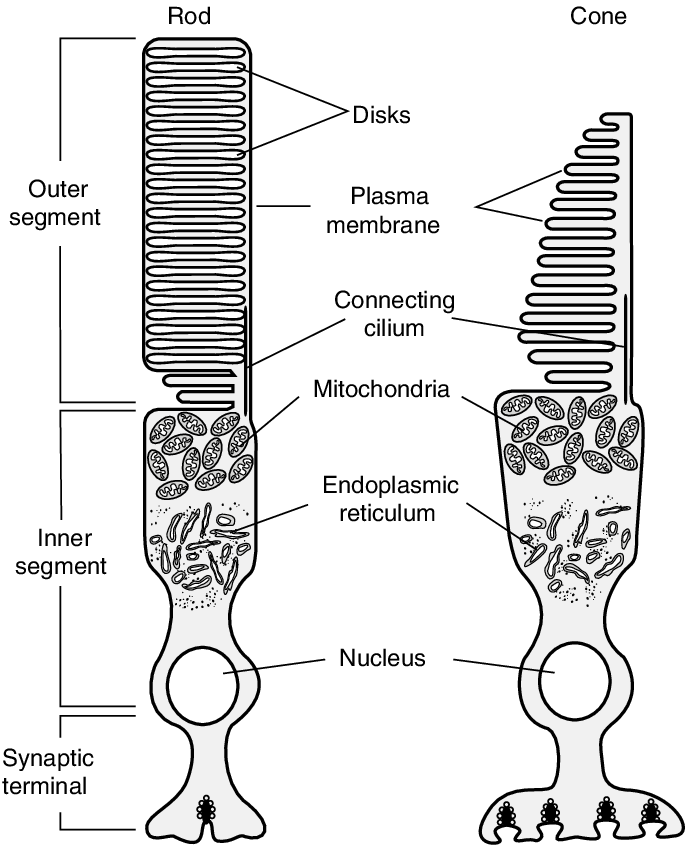 Rod
Cone
Disks
Outer
segment
Plasma
membrane
Connecting
cilium
Mitochondria
Endoplasmic
reticulum
Inner
segment
Nucleus
Synaptic
terminal